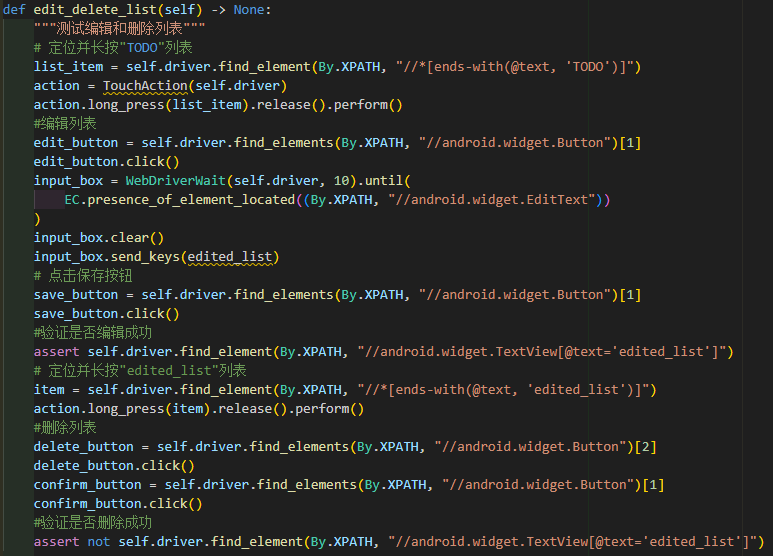 def edit_delete_list(self) -> None:
    """测试编辑和删除列表"""
    # 定位并长按"TODO"列表
    list_item = self.driver.find_element(By.XPATH, "//*[ends-with(@text, 'TODO')]")
    action = TouchAction(self.driver)
    action.long_press(list_item).release().perform()
    #编辑列表
    edit_button = self.driver.find_elements(By.XPATH, "//android.widget.Button")[1]
    edit_button.click()
    input_box = WebDriverWait(self.driver, 10).until(
        EC.presence_of_element_located((By.XPATH, "//android.widget.EditText"))
    )
    input_box.clear()
    input_box.send_keys(edited_list)
    # 点击保存按钮
    save_button = self.driver.find_elements(By.XPATH, "//android.widget.Button")[1]
    save_button.click()
    #验证是否编辑成功
    assert self.driver.find_element(By.XPATH, "//android.widget.TextView[@text='edited_list']")
    # 定位并长按"edited_list"列表
    item = self.driver.find_element(By.XPATH, "//*[ends-with(@text, 'edited_list')]")
    action.long_press(item).release().perform()
    #删除列表
    delete_button = self.driver.find_elements(By.XPATH, "//android.widget.Button")[2]
    delete_button.click()
    confirm_button = self.driver.find_elements(By.XPATH, "//android.widget.Button")[1]
    confirm_button.click()
    #验证是否删除成功
    assert not self.driver.find_element(By.XPATH, "//android.widget.TextView[@text='edited_list']")